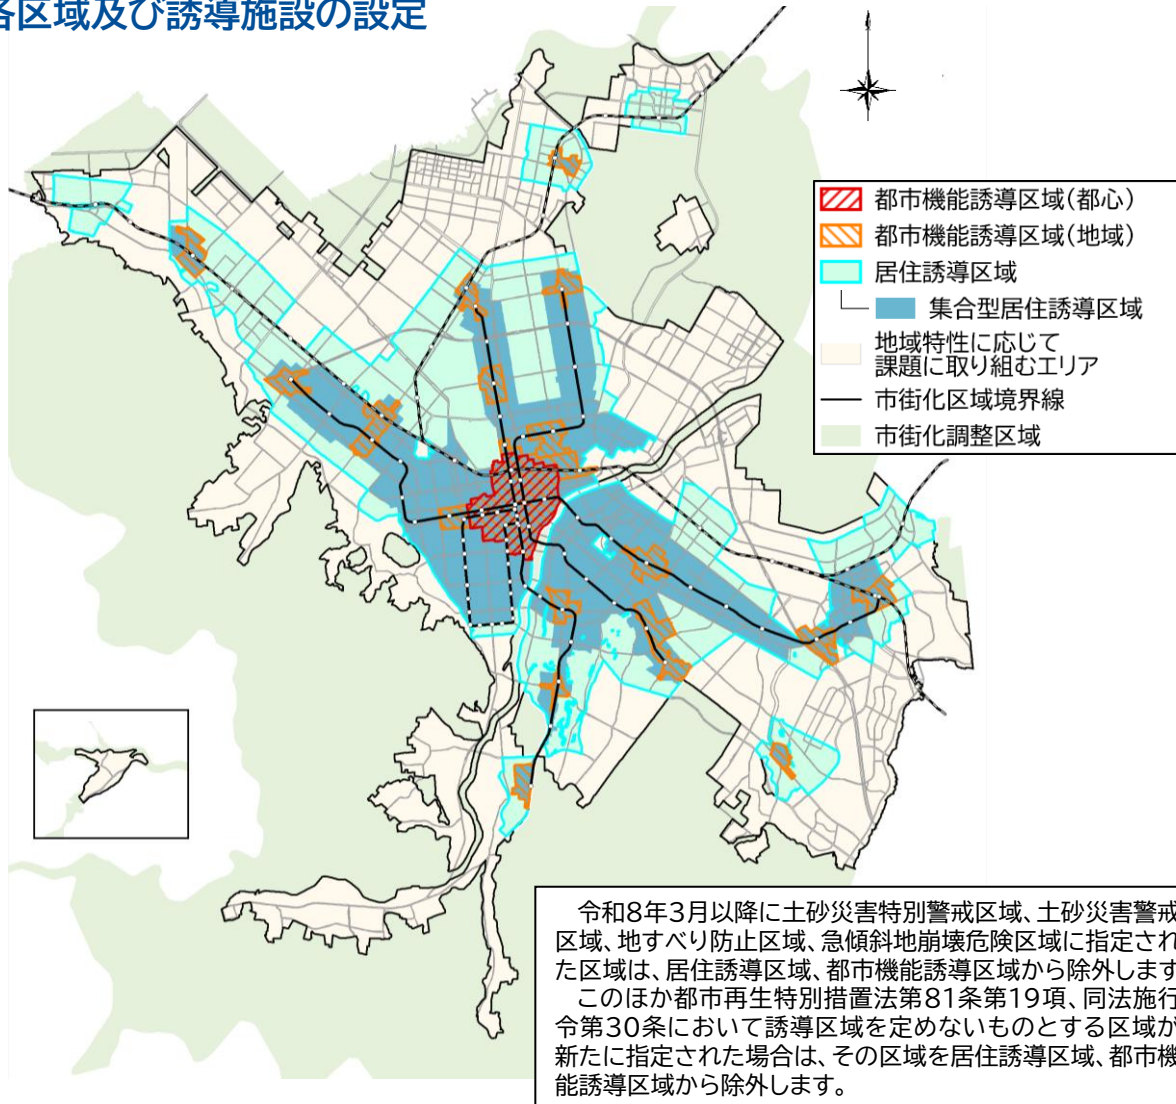 各区域及び誘導施設の設定
都市機能誘導区域(都心)
都市機能誘導区域(地域)
居住誘導区域
集合型居住誘導区域
地域特性に応じて
課題に取り組むエリア
市街化区域境界線
市街化調整区域
令和8年3月以降に土砂災害特別警戒区域、土砂災害警戒
区域、地すべり防止区域、急傾斜地崩壊危険区域に指定され
た区域は、居住誘導区域、都市機能誘導区域から除外します
このほか都市再生特別措置法第81条第19項、同法施行
令第30条において誘導区域を定めないものとする区域が
新たに指定された場合は、その区域を居住誘導区域、都市機
能誘導区域から除外します。